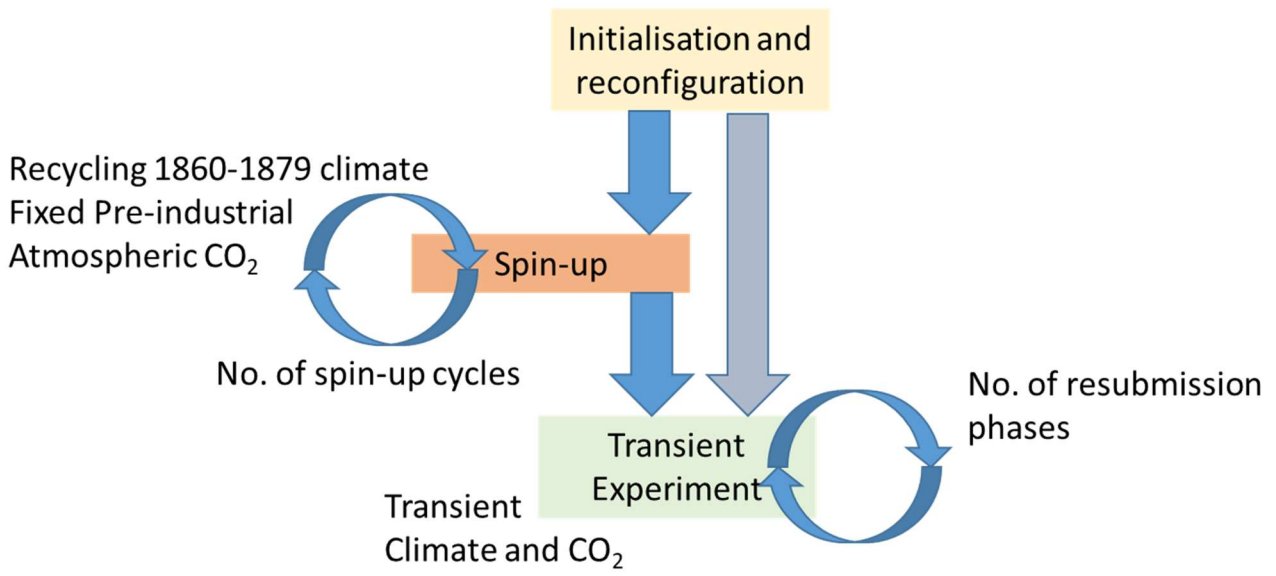 Initialisation and
reconfiguration
Recycling 1860-1879 climate
Fixed Pre-industrial
Atmospheric CO₂
Spin-up
No. of spin-up cycles
No. of resubmission
phases
Transient
Experiment
Transient
Climate and CO₂